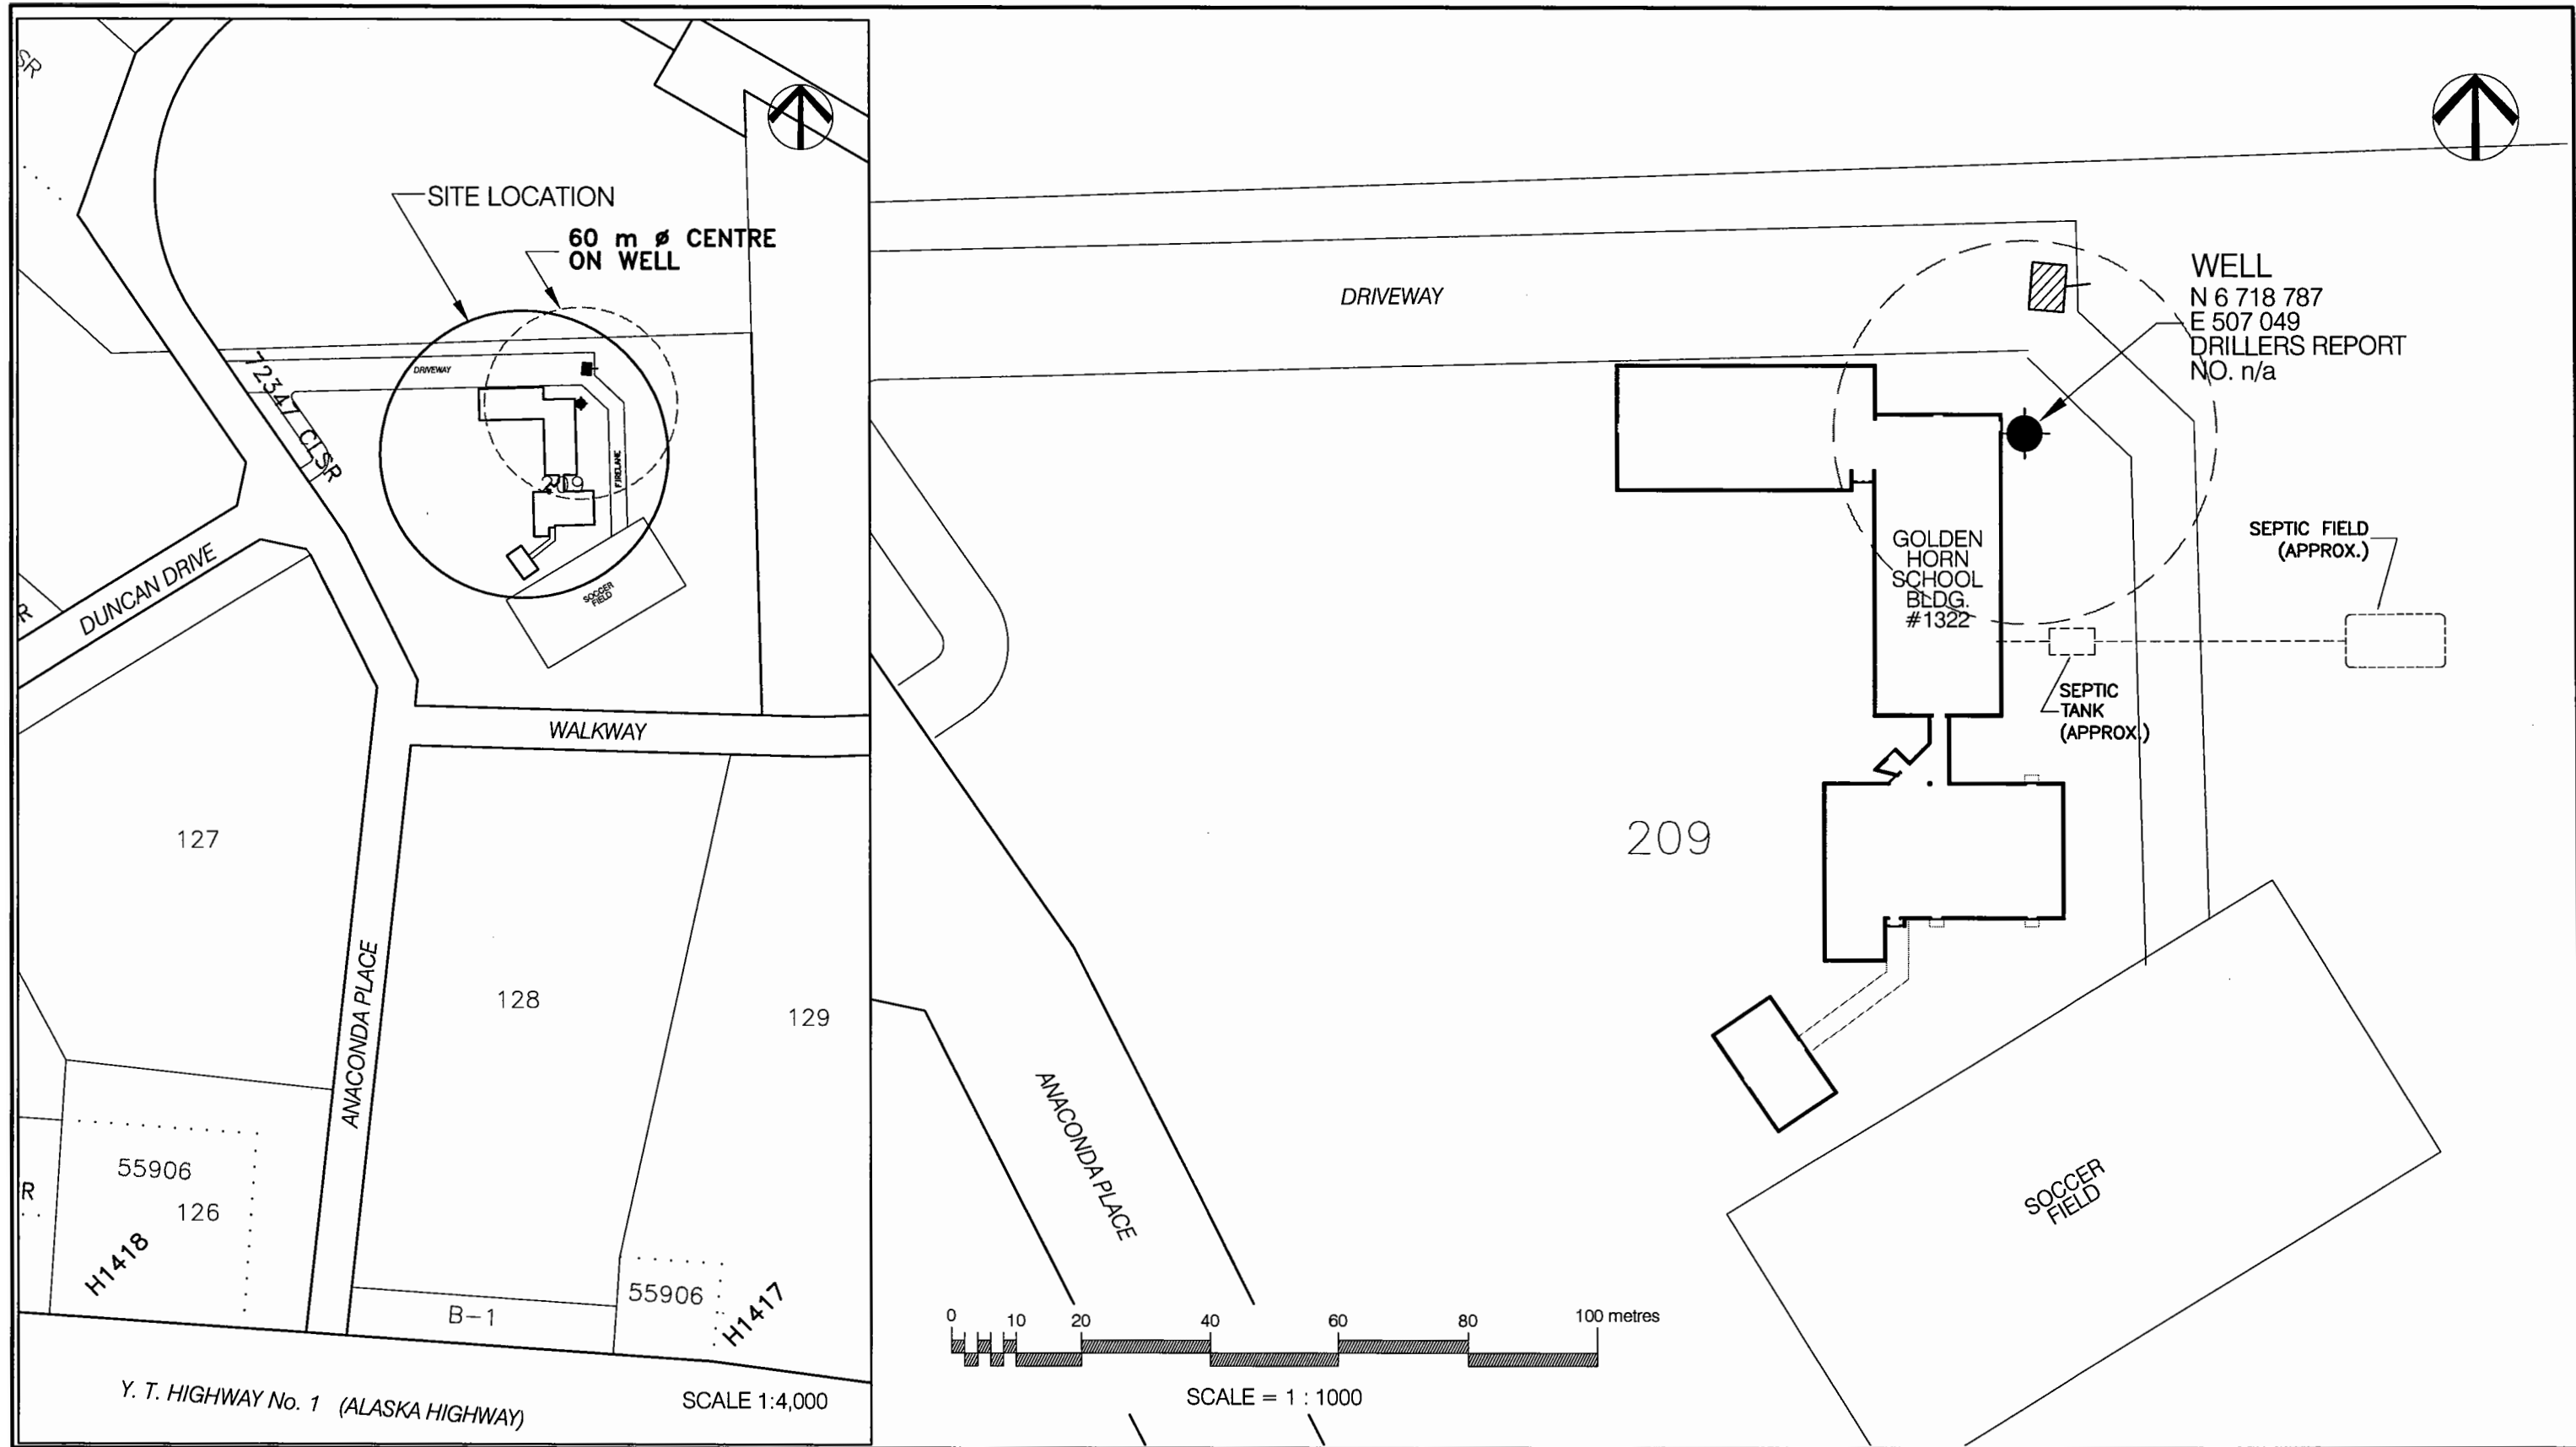 SR
SITE LOCATION
60 m ø CENTRE
ON WELL
DRIVEWAY
72347 CLSR
FIRELANE
209
SOCCER
FIELD
DUNCAN DRIVE
R
WALKWAY
127
128
129
ANACONDA PLACE
55906
126
R
H1418
B-1
55906
H1417
Y. T. HIGHWAY No. 1 (ALASKA HIGHWAY)
SCALE 1:4,000
DRIVEWAY
WELL
N 6 718 787
E 507 049
DRILLERS REPORT
NO. n/a
GOLDEN
HORN
SCHOOL
BLDG.
#1322
SEPTIC FIELD
(APPROX.)
SEPTIC
TANK
(APPROX.)
209
ANACONDA PLACE
SOCCER
FIELD
0 10 20 40 60 80 100 metres
SCALE = 1 : 1000